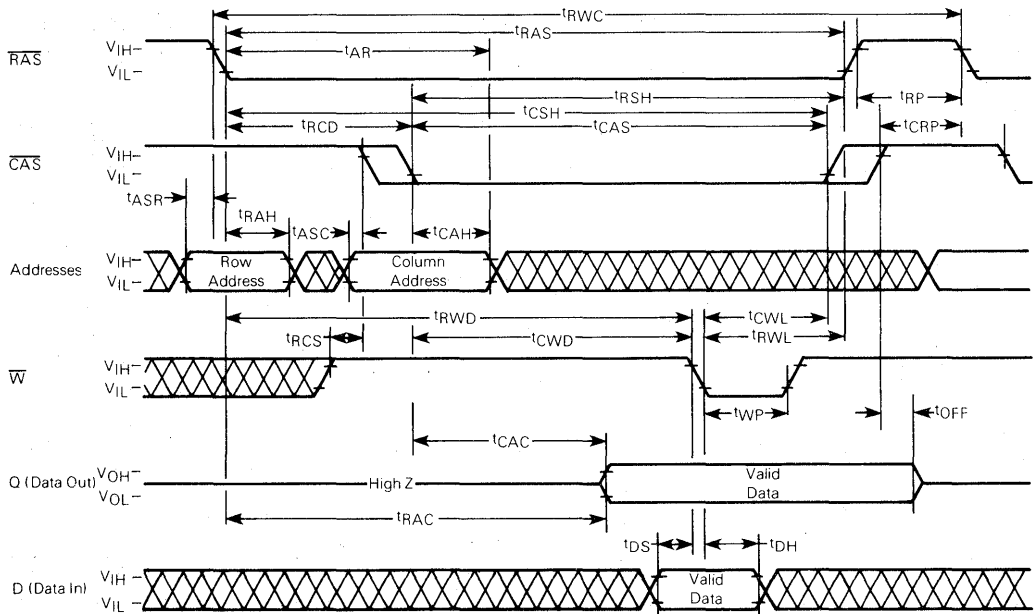 tRWC
tRAS
tAR
RAS
VIH
VIL
tRSH
tRP
tCSH
tRCD
tCAS
tCRP
CAS
VIH
VIL
tASR
tRAH
tASC
tCAH
Addresses
VIH
VIL
Row
Address
Column
Address
tRWD
tCWL
tRCS
tCWD
tRWL
W
VIH
VIL
tWP
tOFF
tCAC
Q (Data Out)
VOH
VOL
High Z
Valid
Data
tRAC
tDS
tDH
D (Data In)
VIH
VIL
Valid
Data